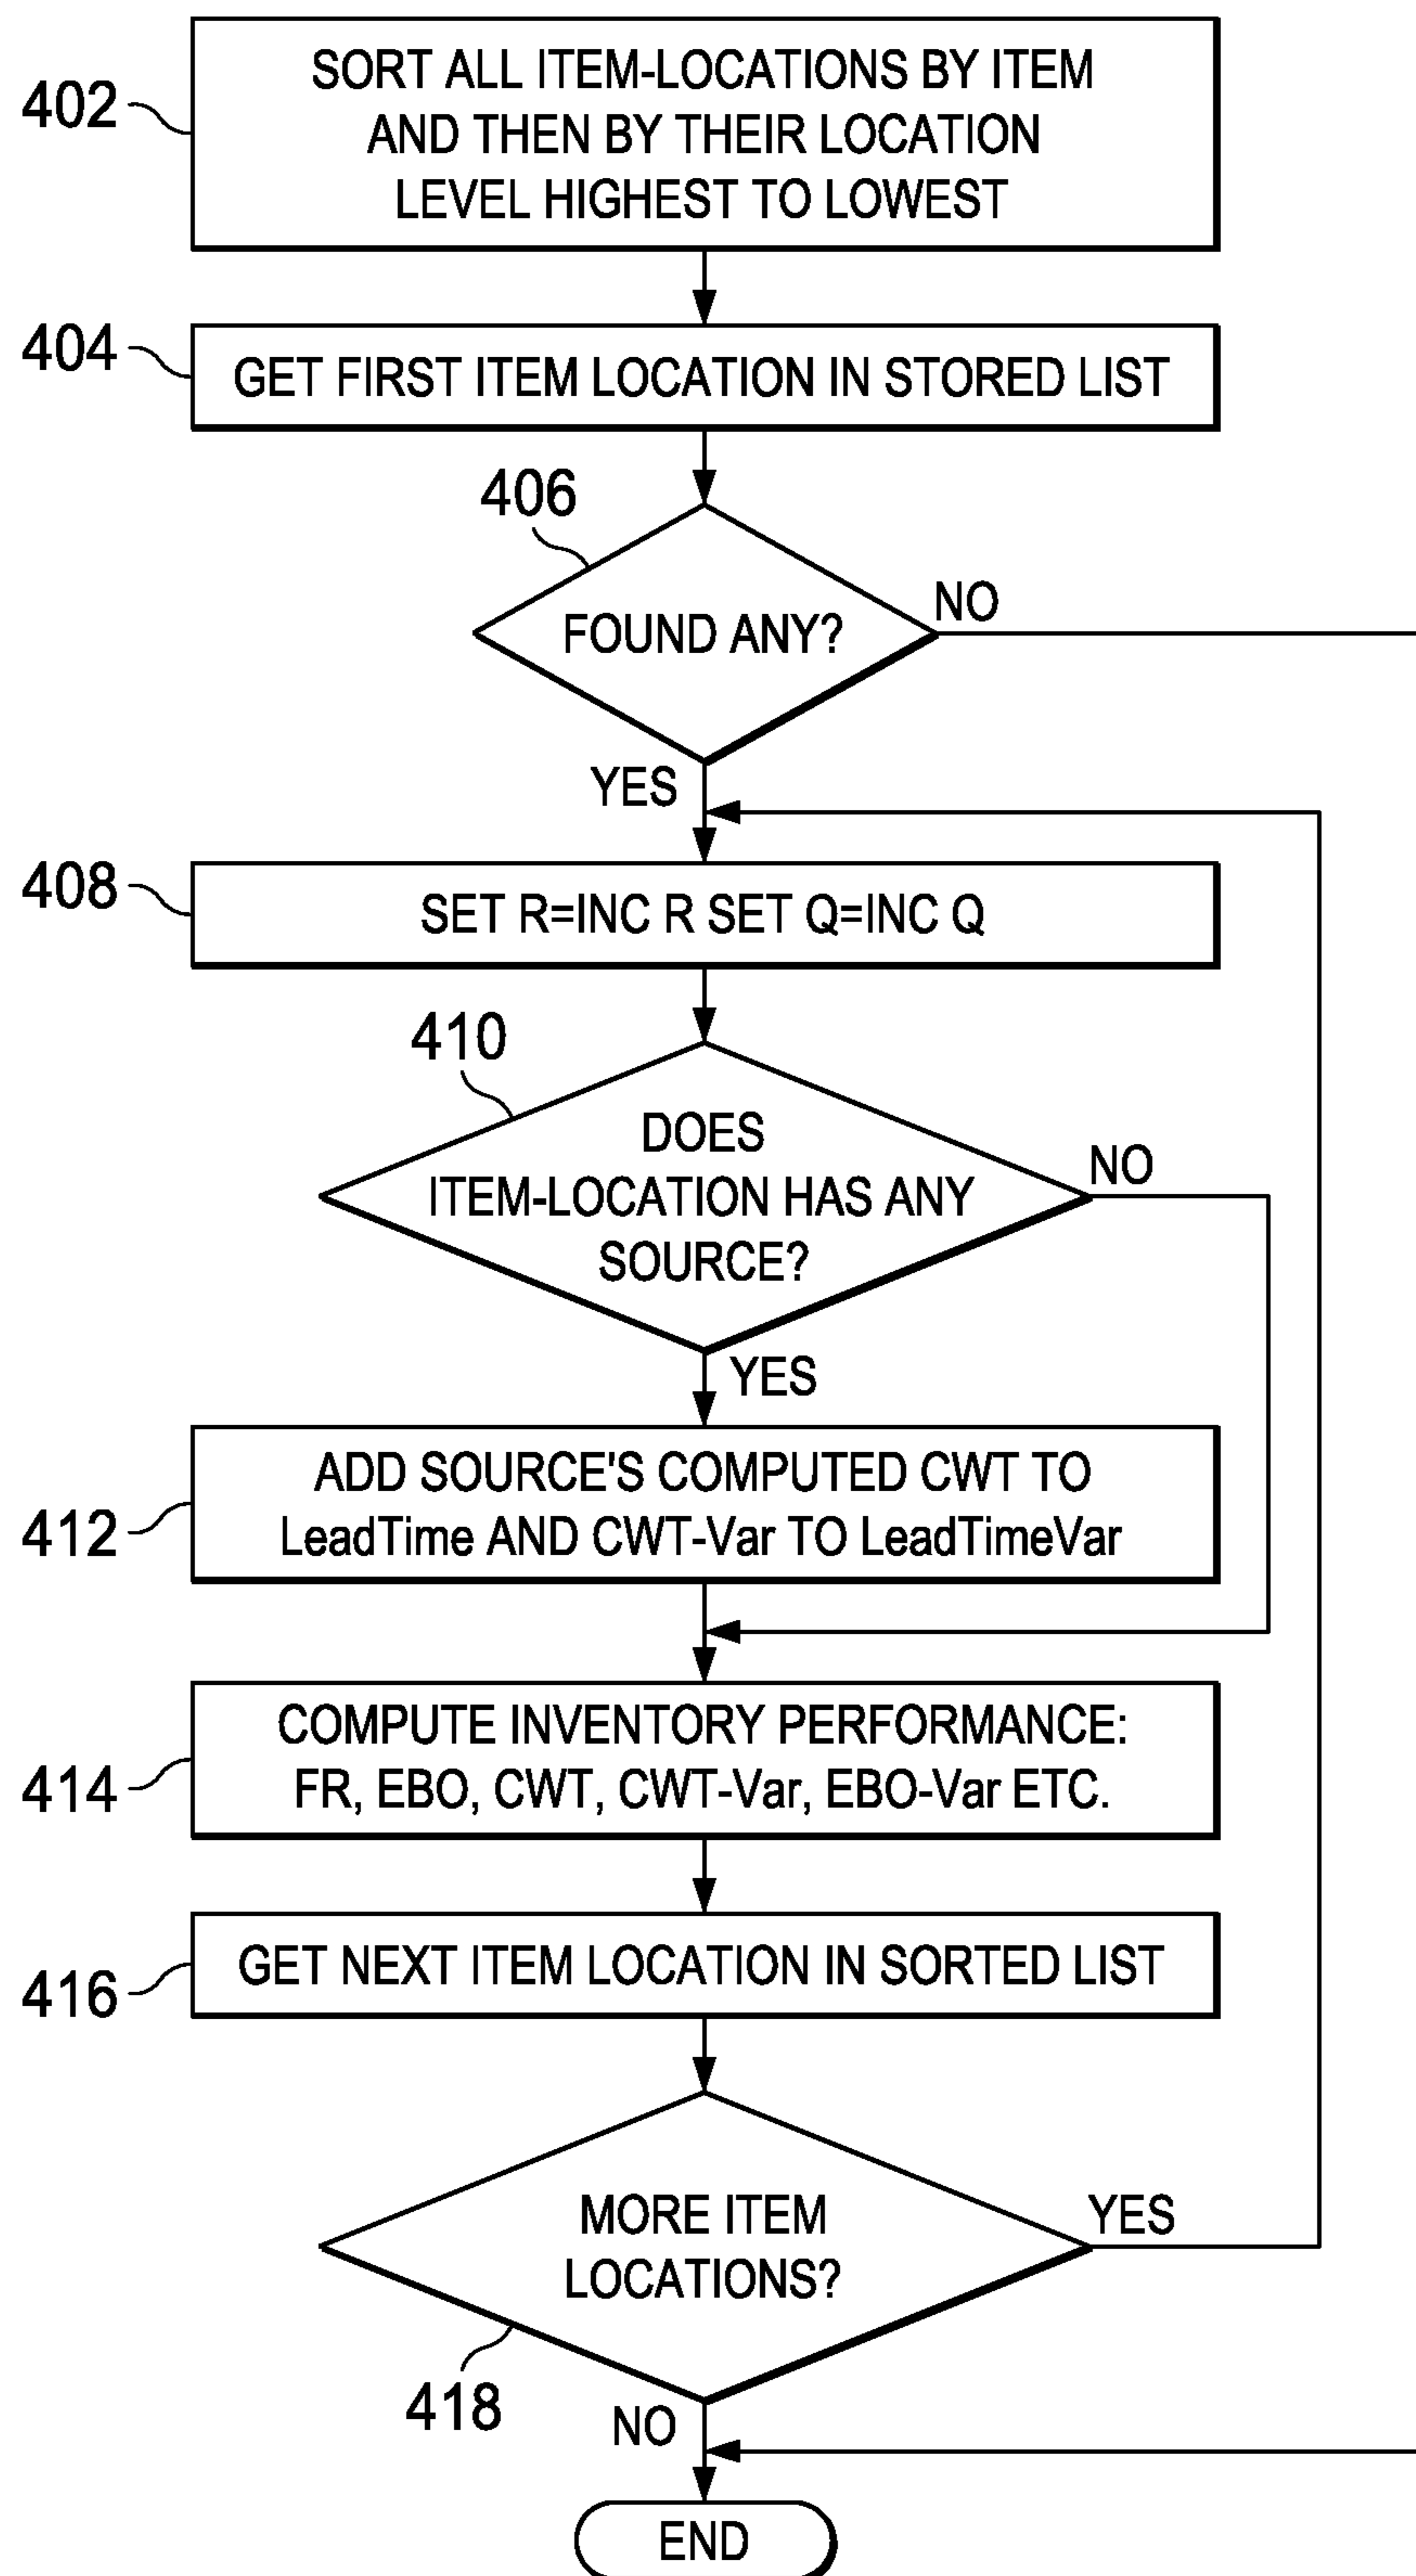 402
SORT ALL ITEM-LOCATIONS BY ITEM
AND THEN BY THEIR LOCATION
LEVEL HIGHEST TO LOWEST
404
GET FIRST ITEM LOCATION IN STORED LIST
406
FOUND ANY?
NO
YES
408
SET R=INC R SET Q=INC Q
410
DOES
ITEM-LOCATION HAS ANY
SOURCE?
NO
YES
412
ADD SOURCE'S COMPUTED CWT TO
LeadTime AND CWT-Var TO LeadTimeVar
414
COMPUTE INVENTORY PERFORMANCE:
FR, EBO, CWT, CWT-Var, EBO-Var ETC.
416
GET NEXT ITEM LOCATION IN SORTED LIST
MORE ITEM
LOCATIONS?
YES
418
NO
END